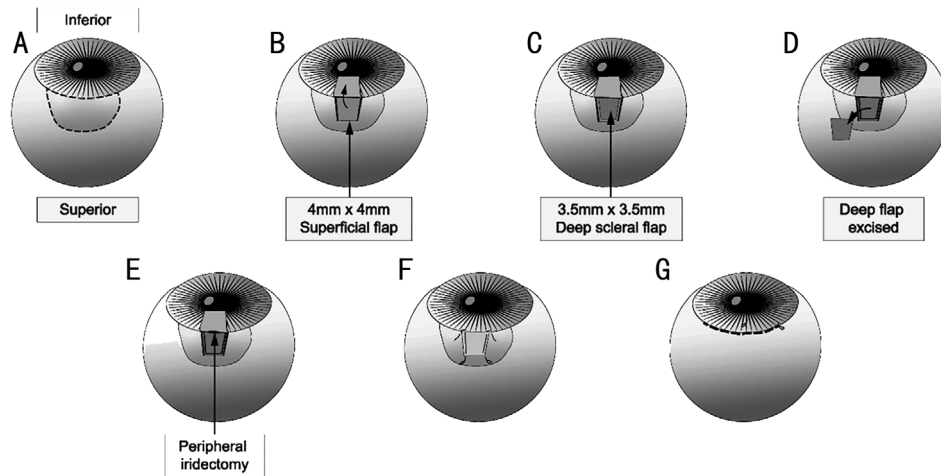 Inferior
A
B
C
D
Superior
4mm x 4mm
Superficial flap
3.5mm x 3.5mm
Deep scleral flap
Deep flap
excised
E
F
G
Peripheral
iridectomy